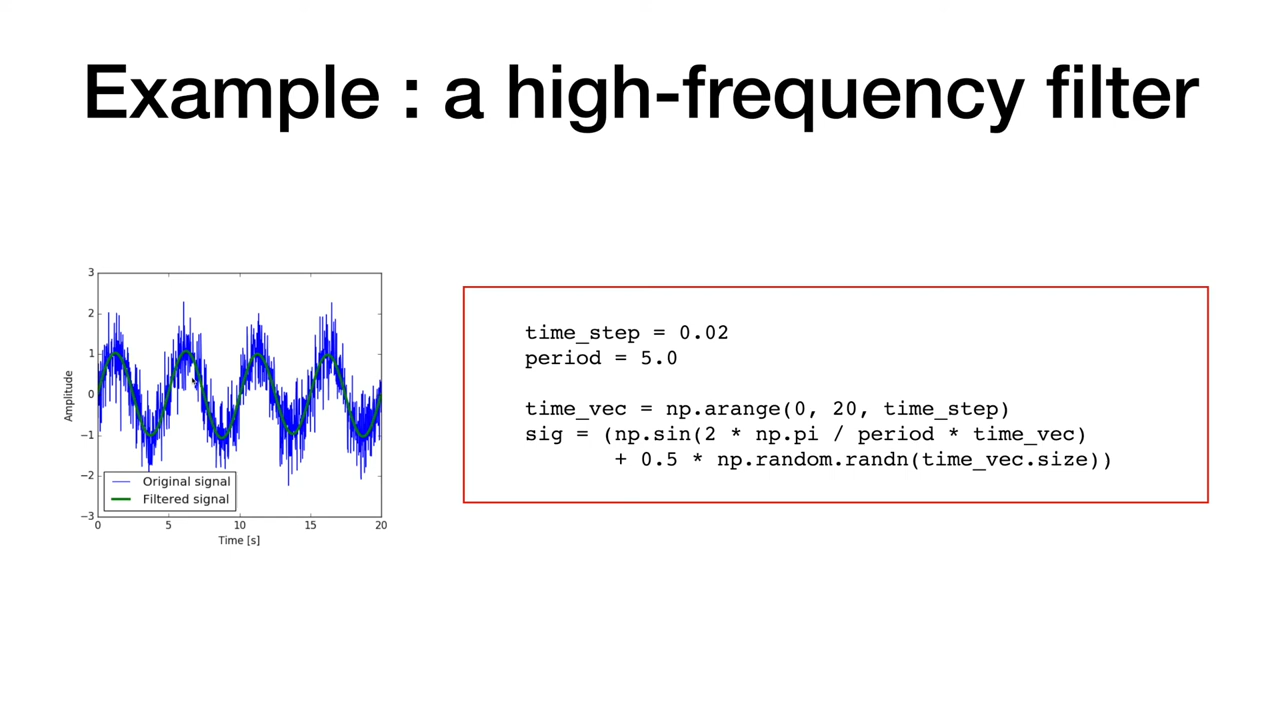 Example : a high-frequency filter
3
2
1
0
−1
−2
−3
Amplitude
Original signal
Filtered signal
0 5 10 15 20
Time [s]
time_step = 0.02
period = 5.0
time_vec = np.arange(0, 20, time_step)
sig = (np.sin(2 * np.pi / period * time_vec)
+ 0.5 * np.random.randn(time_vec.size))